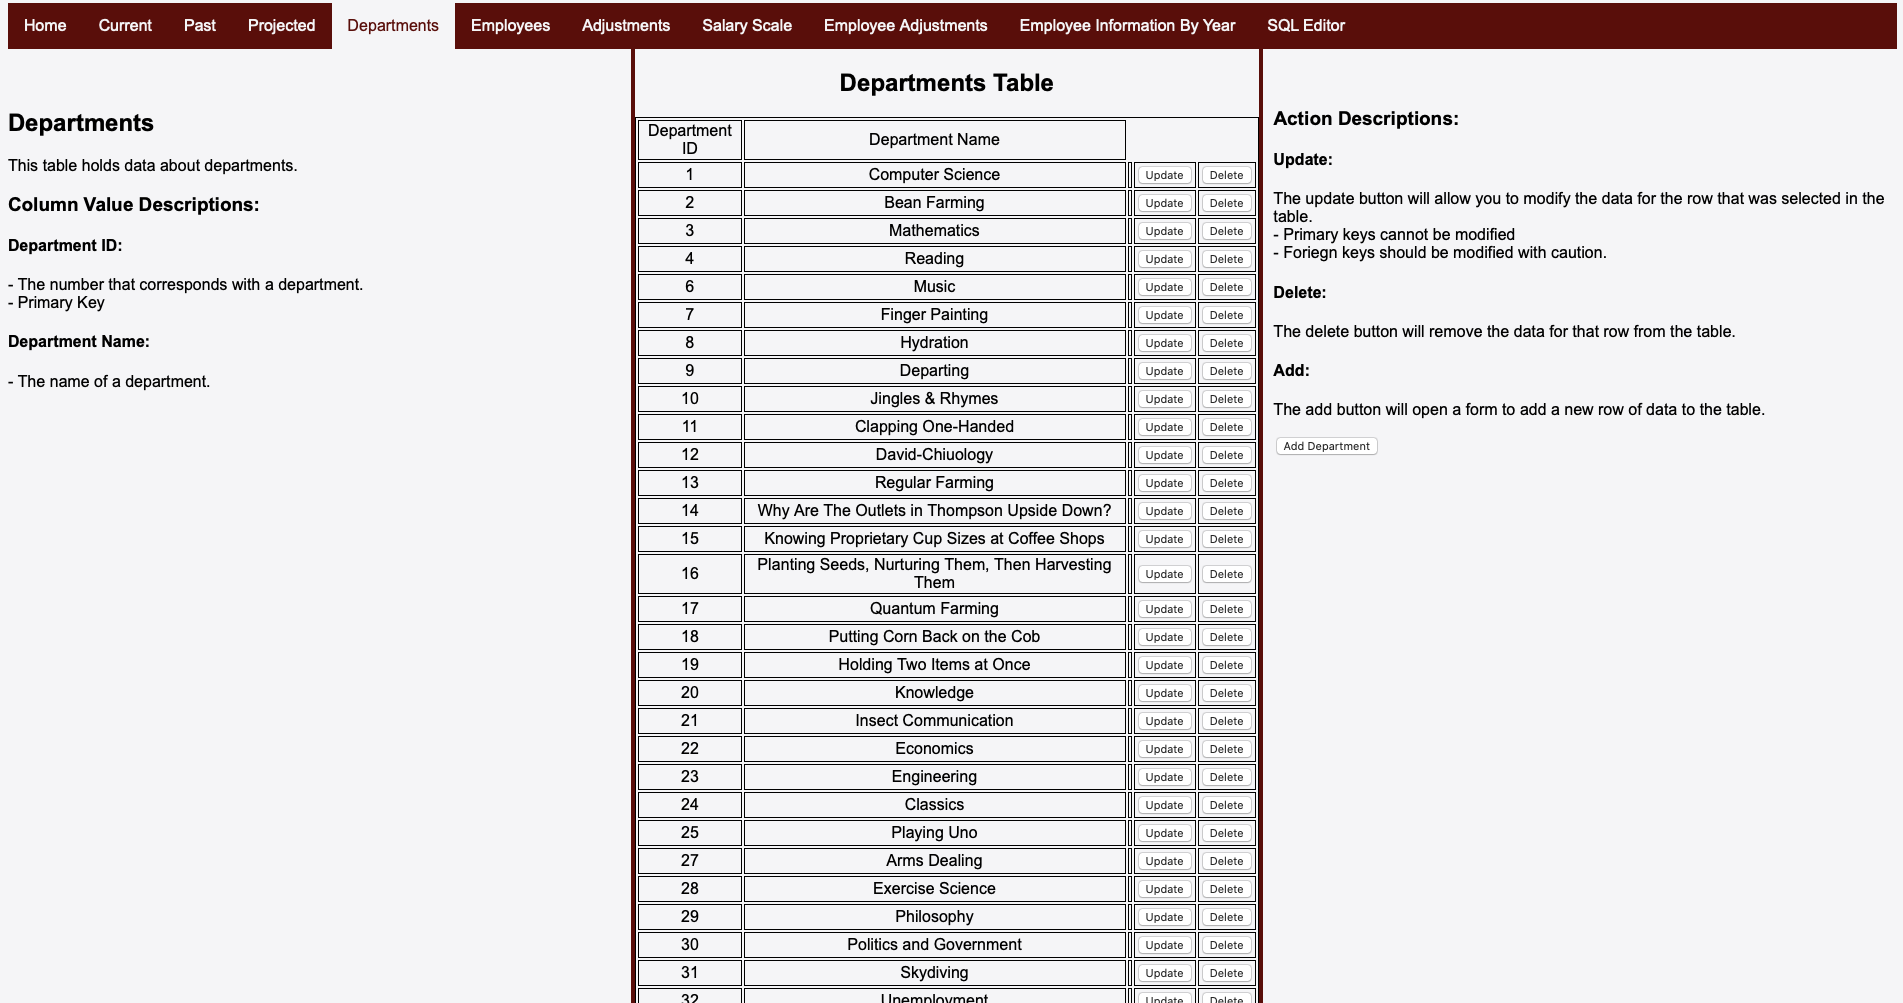 Home Current Past Projected Departments Employees Adjustments Salary Scale Employee Adjustments Employee Information By Year SQL Editor
Departments
This table holds data about departments.
Column Value Descriptions:
Department ID:
- The number that corresponds with a department.
- Primary Key
Department Name:
- The name of a department.
Departments Table
Department
ID
Department Name
1 Computer Science Update Delete
2 Bean Farming Update Delete
3 Mathematics Update Delete
4 Reading Update Delete
6 Music Update Delete
7 Finger Painting Update Delete
8 Hydration Update Delete
9 Departing Update Delete
10 Jingles & Rhymes Update Delete
11 Clapping One-Handed Update Delete
12 David-Chiuology Update Delete
13 Regular Farming Update Delete
14 Why Are The Outlets in Thompson Upside Down? Update Delete
15 Knowing Proprietary Cup Sizes at Coffee Shops Update Delete
16 Planting Seeds, Nurturing Them, Then Harvesting
Them Update Delete
17 Quantum Farming Update Delete
18 Putting Corn Back on the Cob Update Delete
19 Holding Two Items at Once Update Delete
20 Knowledge Update Delete
21 Insect Communication Update Delete
22 Economics Update Delete
23 Engineering Update Delete
24 Classics Update Delete
25 Playing Uno Update Delete
27 Arms Dealing Update Delete
28 Exercise Science Update Delete
29 Philosophy Update Delete
30 Politics and Government Update Delete
31 Skydiving Update Delete
32 Unemployment Update Delete
Action Descriptions:
Update:
The update button will allow you to modify the data for the row that was selected in the
table.
- Primary keys cannot be modified
- Foriegn keys should be modified with caution.
Delete:
The delete button will remove the data for that row from the table.
Add:
The add button will open a form to add a new row of data to the table.
Add Department